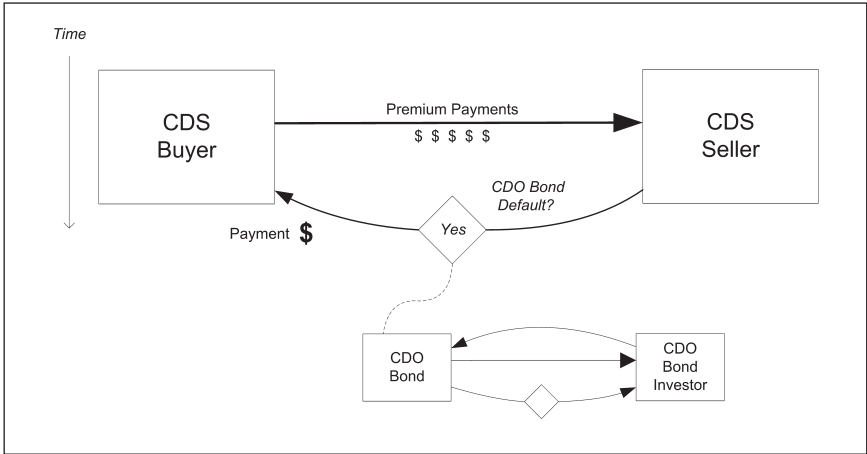 Time
CDS
Buyer
Premium Payments
$ $ $ $ $
CDS
Seller
CDO Bond
Default?
Yes
Payment $
CDO
Bond
CDO
Bond
Investor